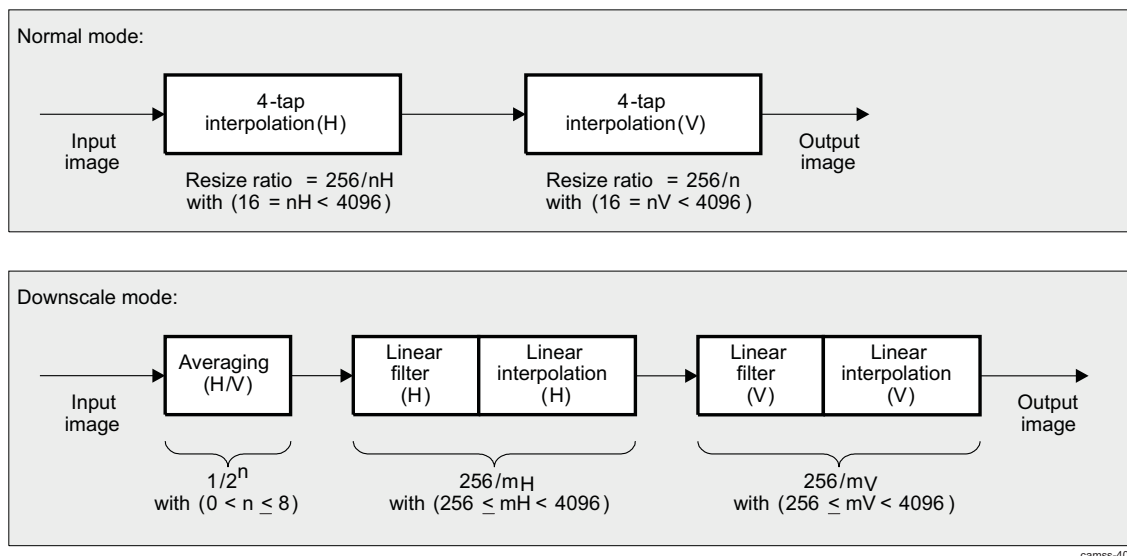 Normal mode:
4-tap
interpolation(H)
4-tap
interpolation(V)
Input
image
Output
image
Resize ratio = 256/nH
with (16 = nH < 4096)
Resize ratio = 256/n
with (16 = nV < 4096)
Downscale mode:
Averaging
(H/V)
Linear
filter
(H)
Linear
interpolation
(H)
Linear
filter
(V)
Linear
interpolation
(V)
Input
image
Output
image
1/2^n
with (0 < n ≤ 8)
256/mH
with (256 ≤ mH < 4096)
256/mV
with (256 ≤ mV < 4096)